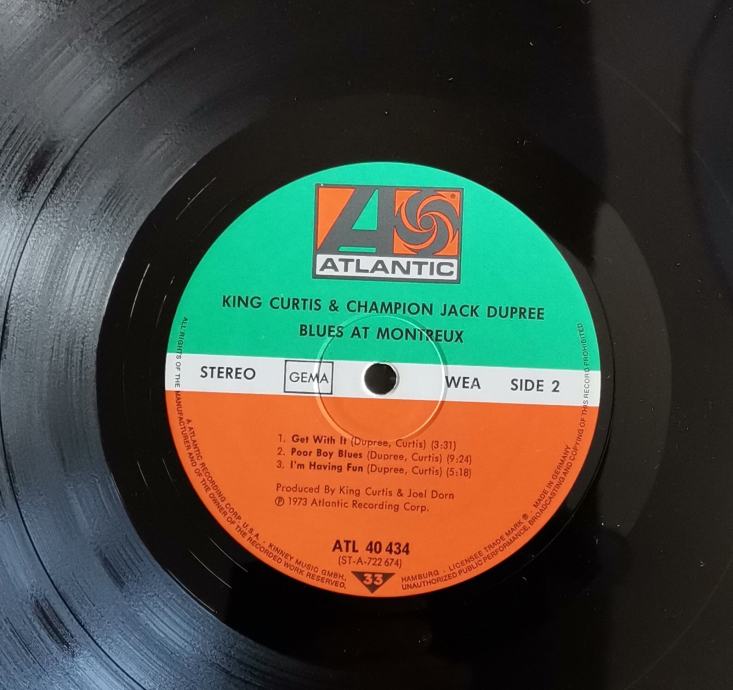 ATLANTIC
KING CURTIS & CHAMPION JACK DUPREE
BLUES AT MONTREUX
STEREO GEMA WEA SIDE 2
1. Get With It (Dupree, Curtis) (3:31)
2. Poor Boy Blues (Dupree, Curtis) (9:24)
3. I'm Having Fun (Dupree, Curtis) (5:18)
Produced By King Curtis & Joel Dorn
℗ 1973 Atlantic Recording Corp.
ATL 40 434
(ST-A-722 674)
33
ALL RIGHTS OF THE MANUFACTURER AND OF THE OWNER OF THE RECORDED WORK RESERVED.
ATLANTIC RECORDING CORP. U.S.A. · KINNEY MUSIC GMBH, HAMBURG · LICENSEE TRADE MARK ® · MADE IN GERMANY
UNAUTHORIZED PUBLIC PERFORMANCE, BROADCASTING AND COPYING OF THIS RECORD PROHIBITED